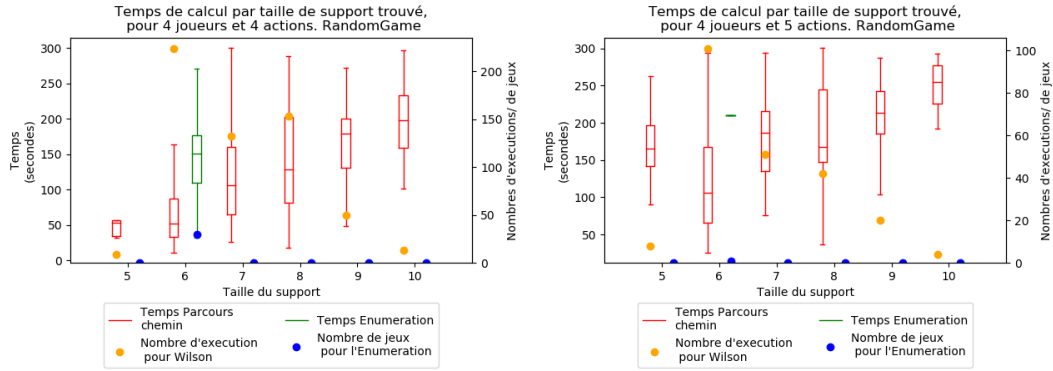 Temps de calcul par taille de support trouvé,
pour 4 joueurs et 4 actions. RandomGame
300
250
200
150
100
50
0
Temps
(secondes)
200
150
100
50
0
Nombres d'executions/ de jeux
5 6 7 8 9 10
Taille du support
Temps Parcours
chemin
Nombre d'execution
pour Wilson
Temps Enumeration
Nombre de jeux
pour l'Enumeration
Temps de calcul par taille de support trouvé,
pour 4 joueurs et 5 actions. RandomGame
300
250
200
150
100
50
Temps
(secondes)
100
80
60
40
20
0
Nombres d'executions/ de jeux
5 6 7 8 9 10
Taille du support
Temps Parcours
chemin
Nombre d'execution
pour Wilson
Temps Enumeration
Nombre de jeux
pour l'Enumeration